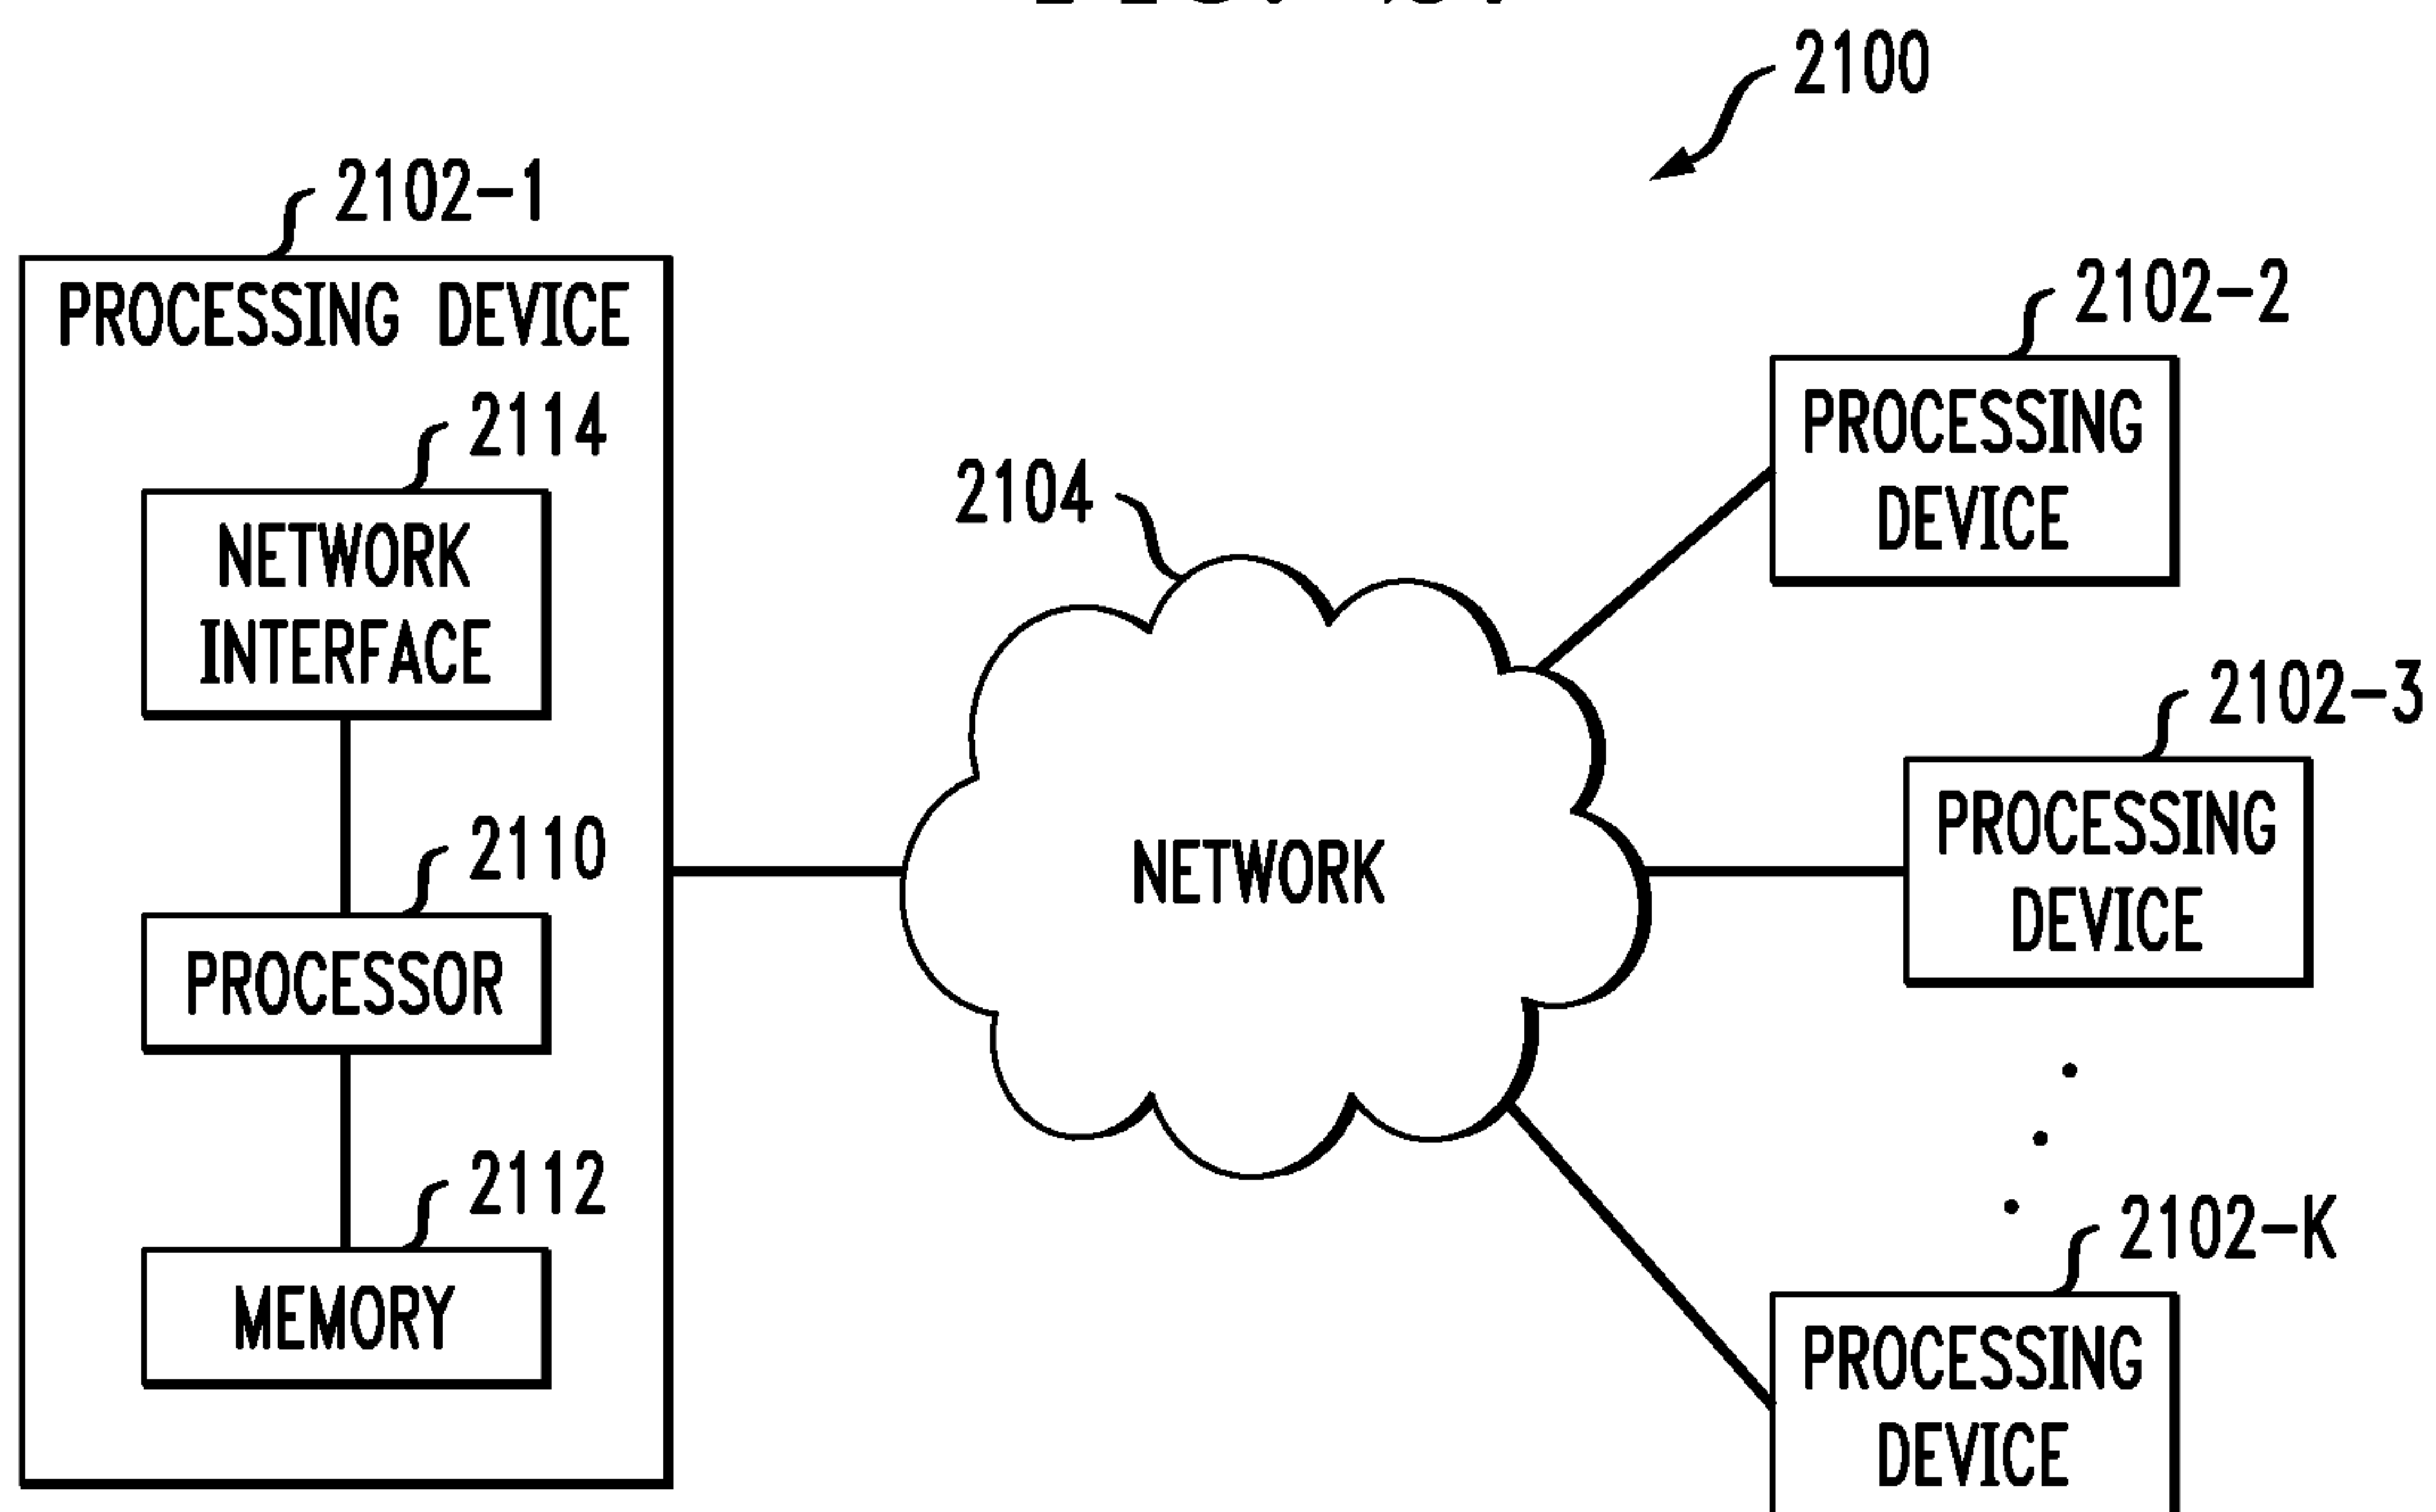 2100
2102-1
PROCESSING DEVICE
2114
NETWORK
INTERFACE
2110
PROCESSOR
2112
MEMORY
2104
NETWORK
2102-2
PROCESSING
DEVICE
2102-3
PROCESSING
DEVICE
2102-K
PROCESSING
DEVICE